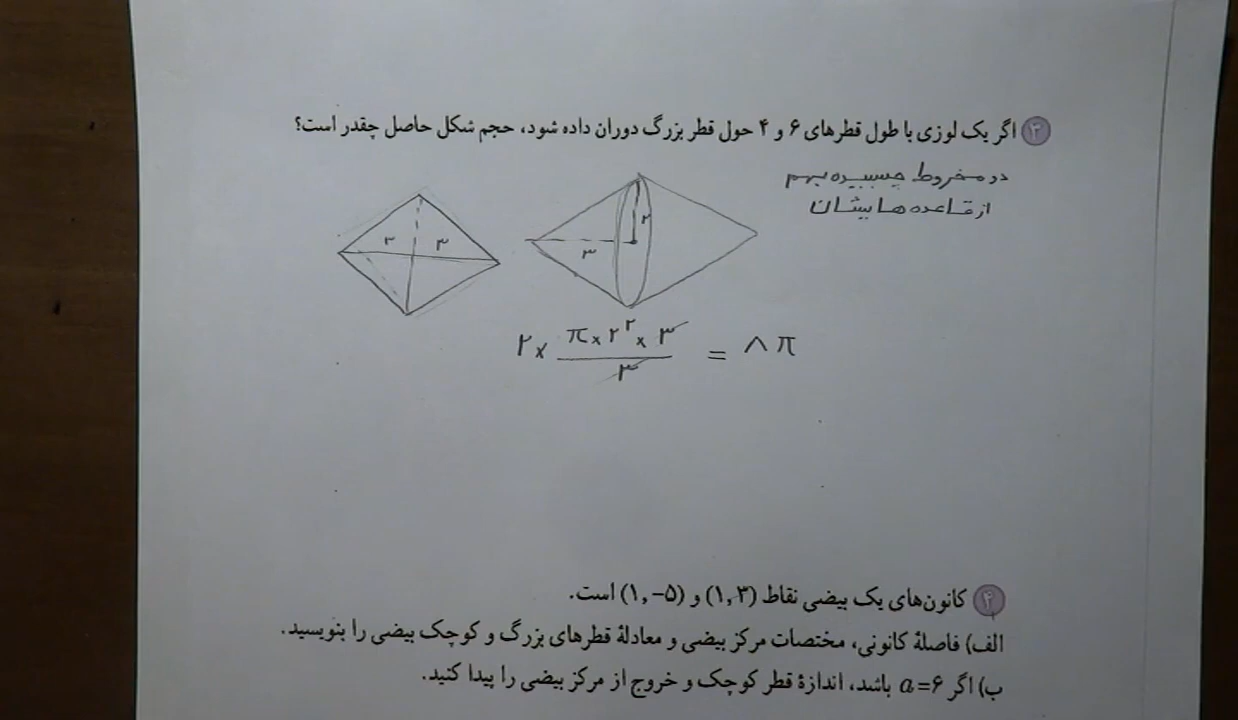 ۳ اگر یک لوزی با طول قطرهای ۶ و ۴ حول قطر بزرگ دوران داده شود، حجم شکل حاصل چقدر است؟
دو مخروط چسبیده بهم
از قاعده هایشان
۳ ۳
۲
۳
۲ × (π × ۲^۲ × ۳) / ۳ = ۸π
۴ کانون‌های یک بیضی نقاط (۱,۳) و (۱,−۵) است.
الف) فاصلهٔ کانونی، مختصات مرکز بیضی و معادلهٔ قطرهای بزرگ و کوچک بیضی را بنویسید.
ب) اگر a=۶ باشد، اندازهٔ قطر کوچک و خروج از مرکز بیضی را پیدا کنید.